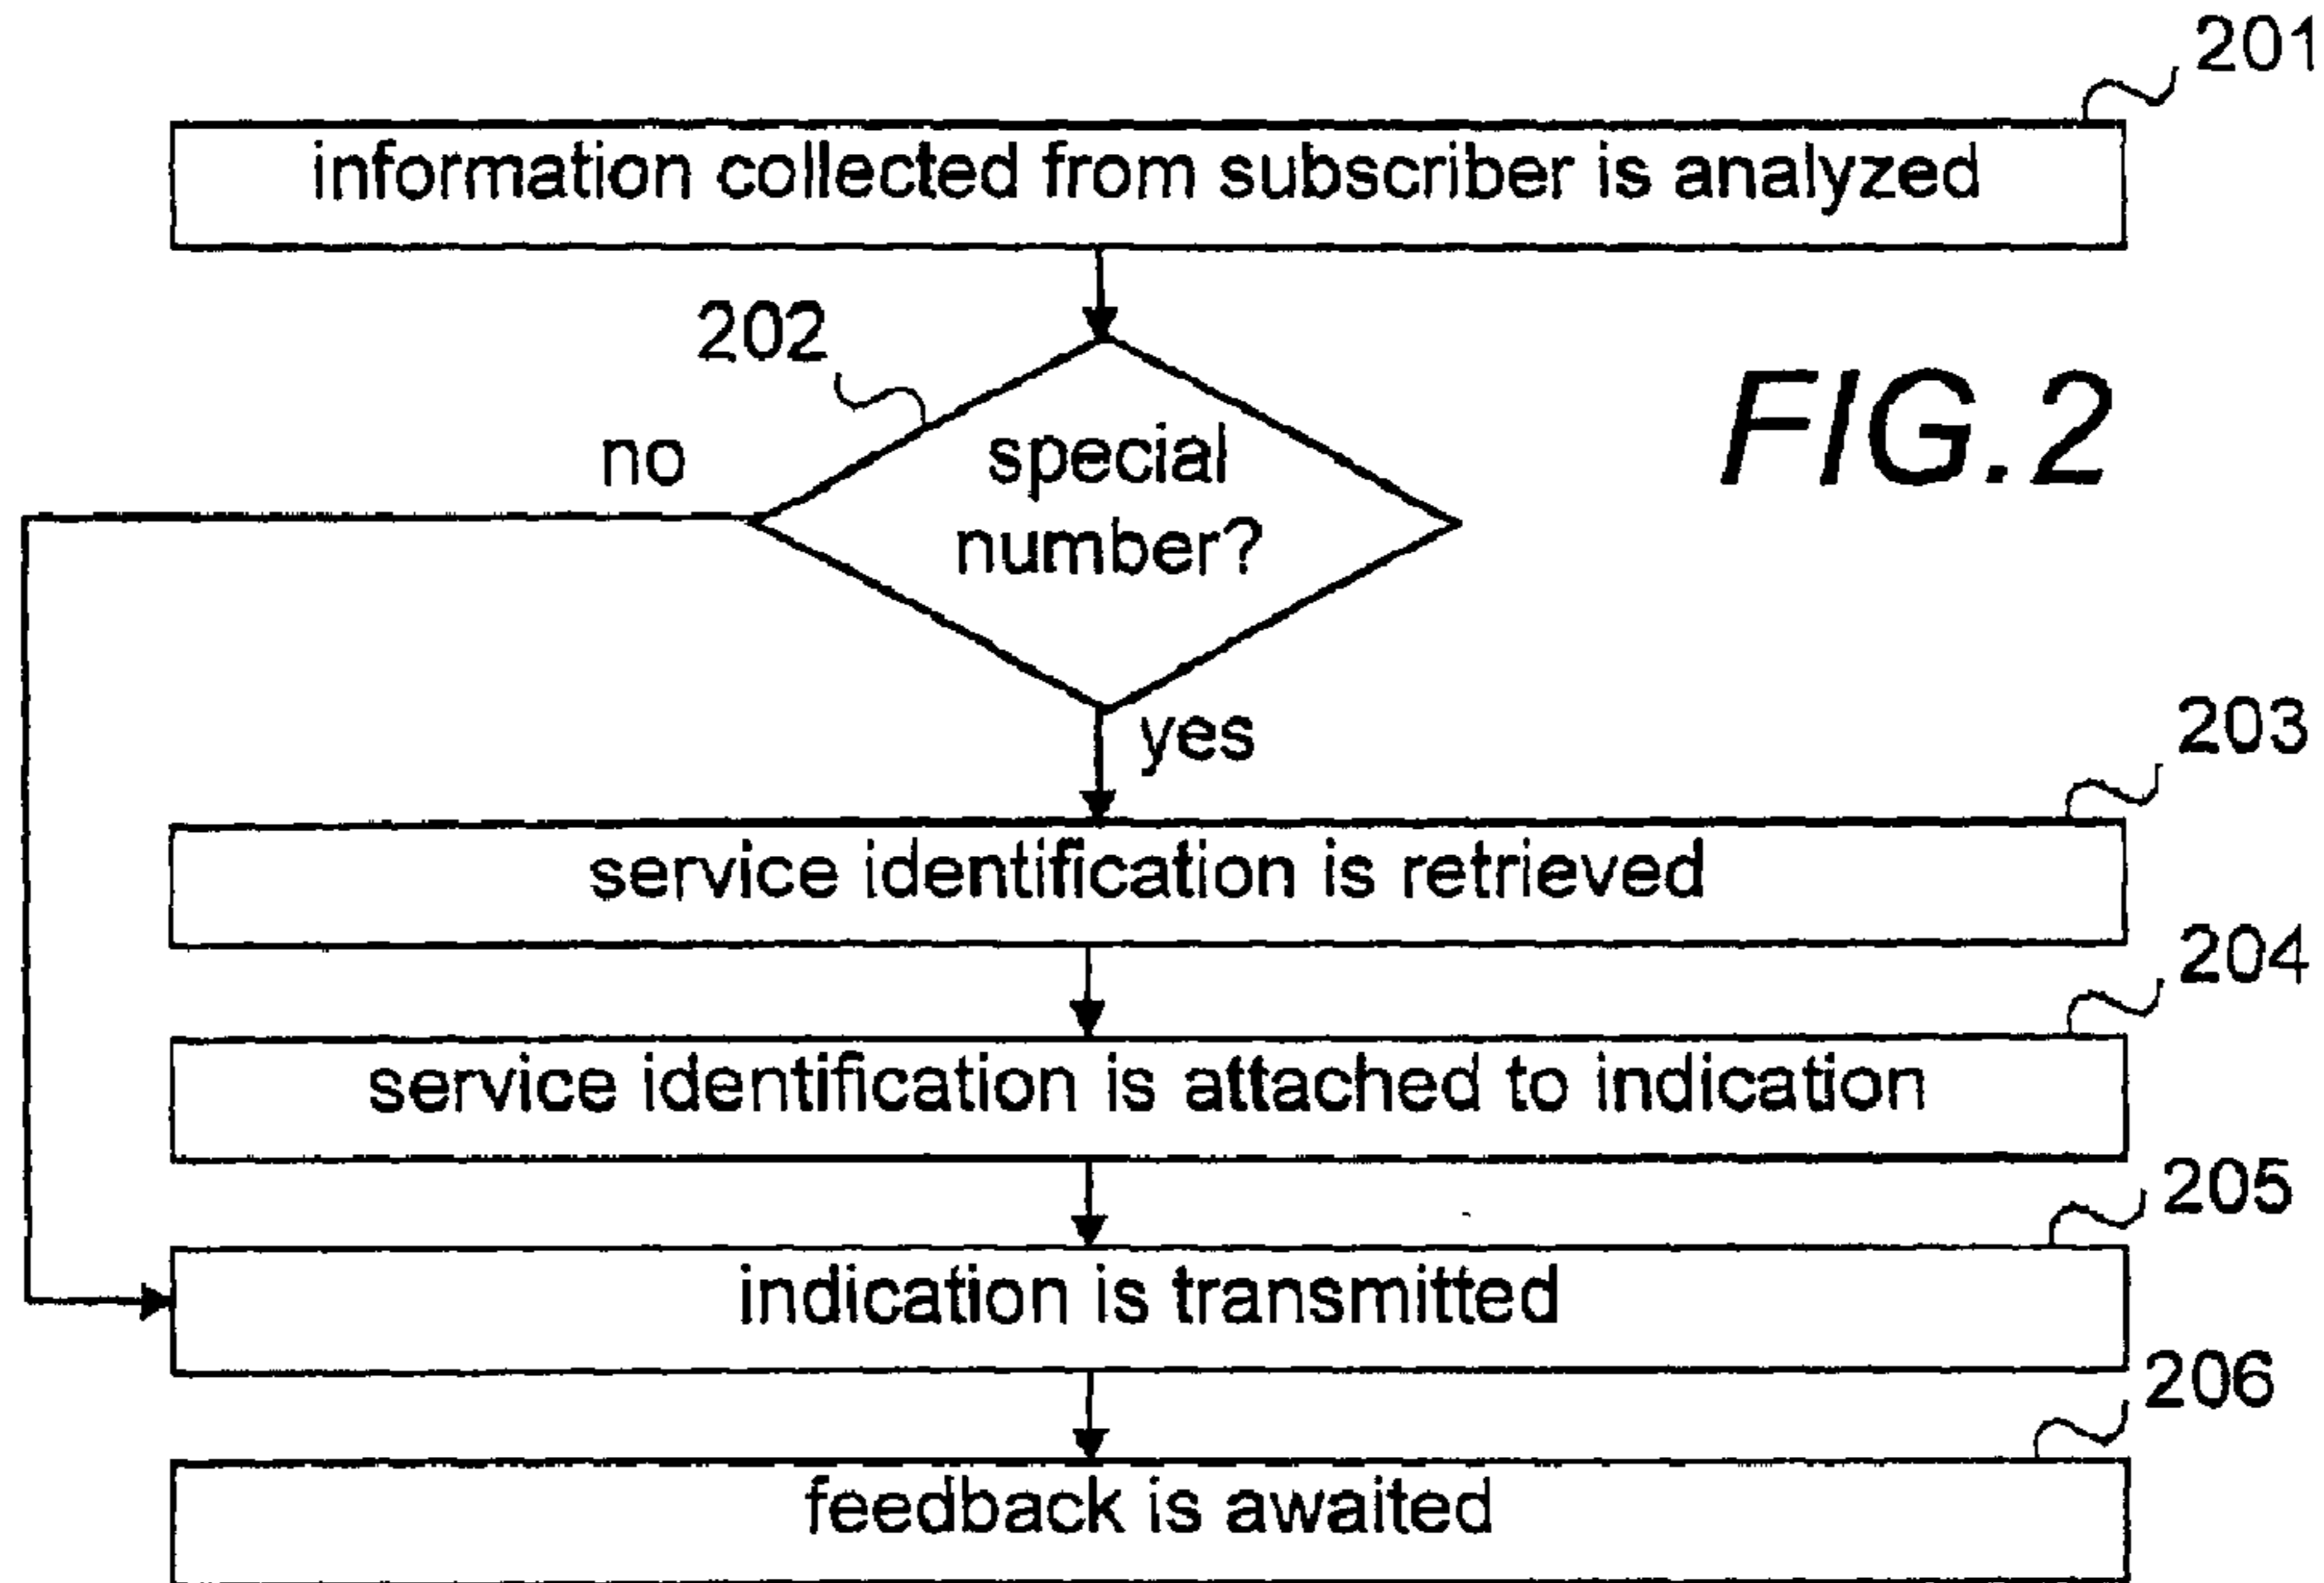 201
information collected from subscriber is analyzed
202
FIG.2
no
special
number?
yes
203
service identification is retrieved
204
service identification is attached to indication
205
indication is transmitted
206
feedback is awaited